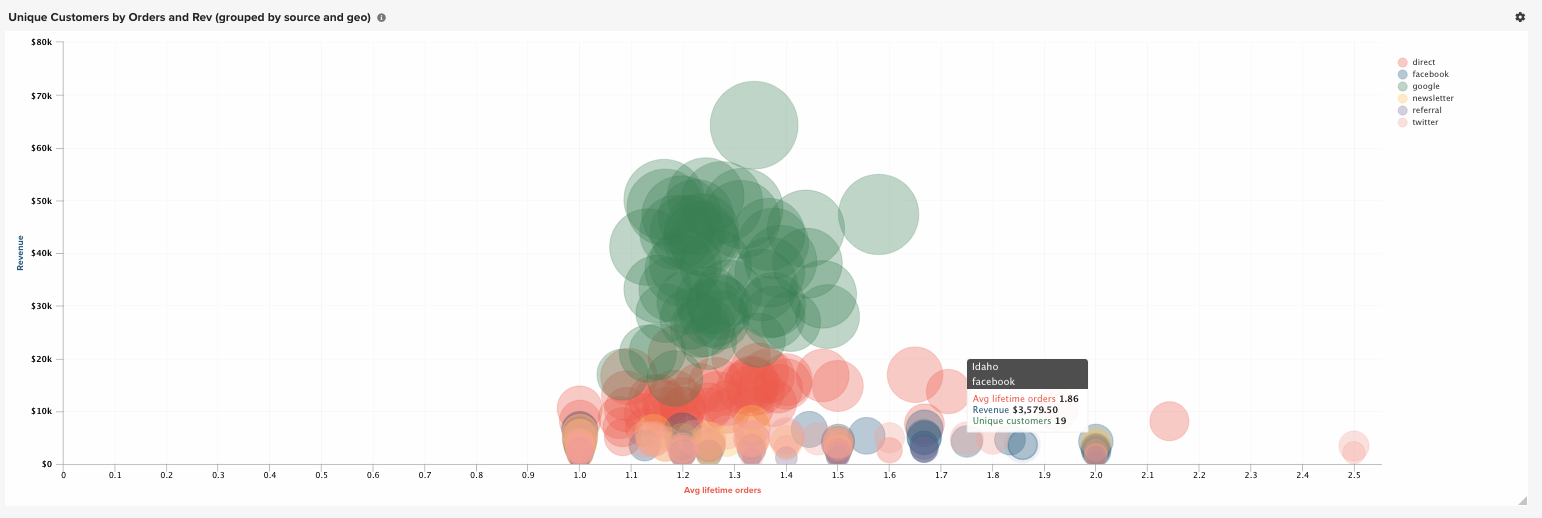 Unique Customers by Orders and Rev (grouped by source and geo)
$80k
$70k
$60k
$50k
$40k
$30k
$20k
$10k
$0
Revenue
0 0.1 0.2 0.3 0.4 0.5 0.6 0.7 0.8 0.9 1.0 1.1 1.2 1.3 1.4 1.5 1.6 1.7 1.8 1.9 2.0 2.1 2.2 2.3 2.4 2.5
Avg lifetime orders
direct
facebook
google
newsletter
referral
twitter
Idaho
facebook
Avg lifetime orders 1.86
Revenue $3,579.50
Unique customers 19